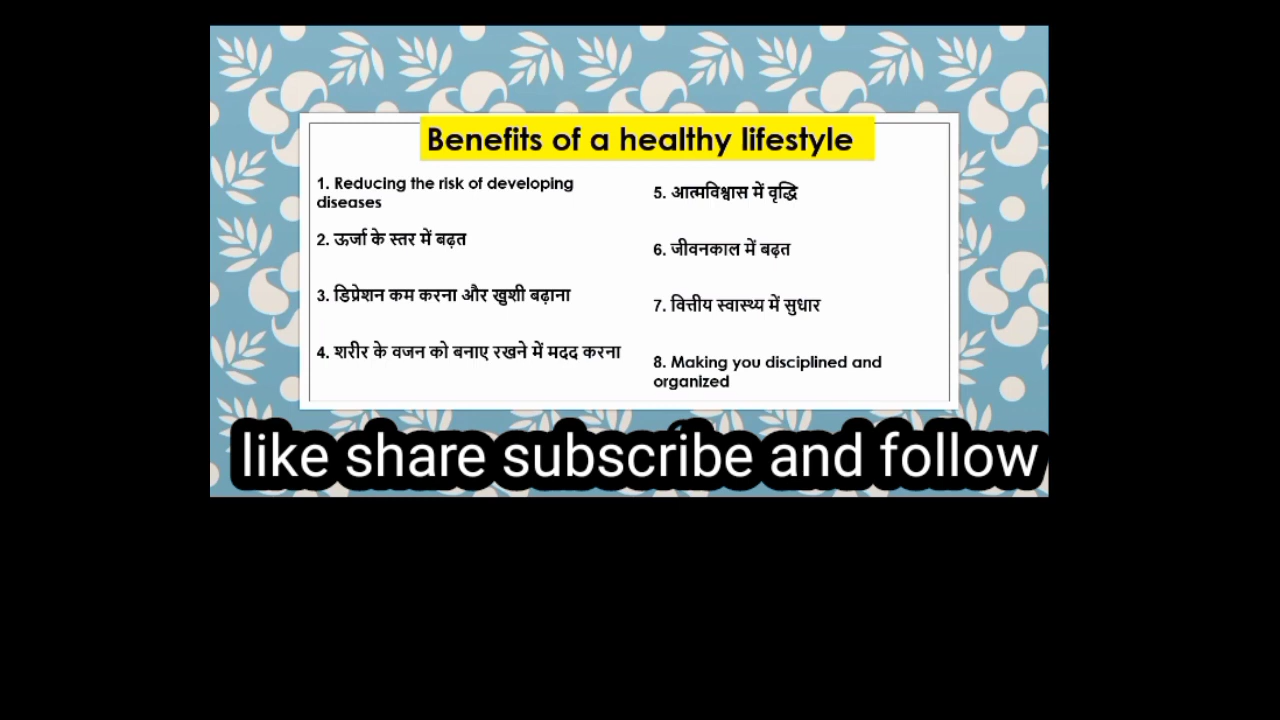 Benefits of a healthy lifestyle
1. Reducing the risk of developing
diseases
2. ऊर्जा के स्तर में बढ़त
3. डिप्रेशन कम करना और खुशी बढ़ाना
4. शरीर के वजन को बनाए रखने में मदद करना
5. आत्मविश्वास में वृद्धि
6. जीवनकाल में बढ़त
7. वित्तीय स्वास्थ्य में सुधार
8. Making you disciplined and
organized
like share subscribe and follow